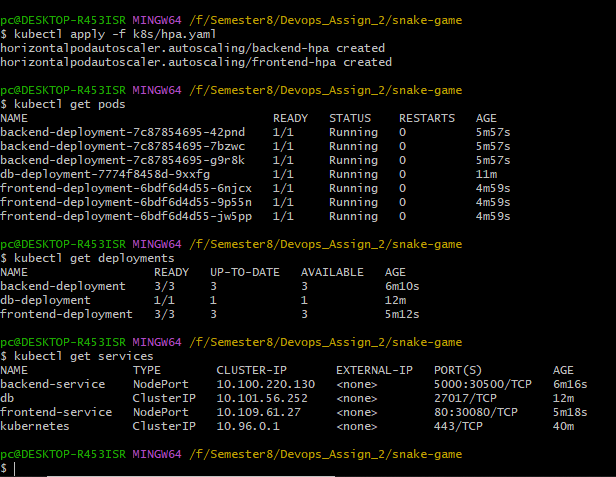 pc@DESKTOP-R453ISR MINGW64 /f/Semester8/Devops_Assign_2/snake-game
$ kubectl apply -f k8s/hpa.yaml
horizontalpodautoscaler.autoscaling/backend-hpa created
horizontalpodautoscaler.autoscaling/frontend-hpa created
pc@DESKTOP-R453ISR MINGW64 /f/Semester8/Devops_Assign_2/snake-game
$ kubectl get pods
NAME READY STATUS RESTARTS AGE
backend-deployment-7c87854695-42pnd 1/1 Running 0 5m57s
backend-deployment-7c87854695-7bzwc 1/1 Running 0 5m57s
backend-deployment-7c87854695-g9r8k 1/1 Running 0 5m57s
db-deployment-7774f8458d-9xxfg 1/1 Running 0 11m
frontend-deployment-6bdf6d4d55-6njcx 1/1 Running 0 4m59s
frontend-deployment-6bdf6d4d55-9p55n 1/1 Running 0 4m59s
frontend-deployment-6bdf6d4d55-jw5pp 1/1 Running 0 4m59s
pc@DESKTOP-R453ISR MINGW64 /f/Semester8/Devops_Assign_2/snake-game
$ kubectl get deployments
NAME READY UP-TO-DATE AVAILABLE AGE
backend-deployment 3/3 3 3 6m10s
db-deployment 1/1 1 1 12m
frontend-deployment 3/3 3 3 5m12s
pc@DESKTOP-R453ISR MINGW64 /f/Semester8/Devops_Assign_2/snake-game
$ kubectl get services
NAME TYPE CLUSTER-IP EXTERNAL-IP PORT(S) AGE
backend-service NodePort 10.100.220.130 <none> 5000:30500/TCP 6m16s
db ClusterIP 10.101.56.252 <none> 27017/TCP 12m
frontend-service NodePort 10.109.61.27 <none> 80:30080/TCP 5m18s
kubernetes ClusterIP 10.96.0.1 <none> 443/TCP 40m
pc@DESKTOP-R453ISR MINGW64 /f/Semester8/Devops_Assign_2/snake-game
$